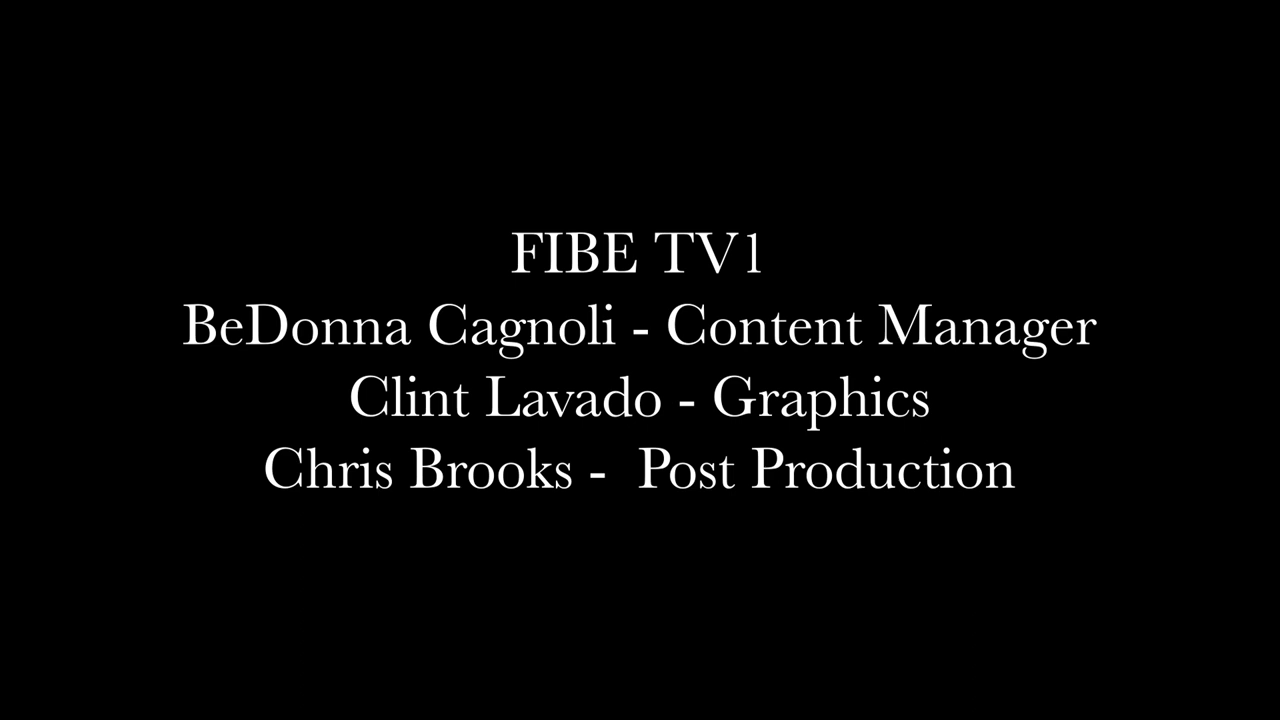 FIBE TV1
BeDonna Cagnoli - Content Manager
Clint Lavado - Graphics
Chris Brooks -  Post Production